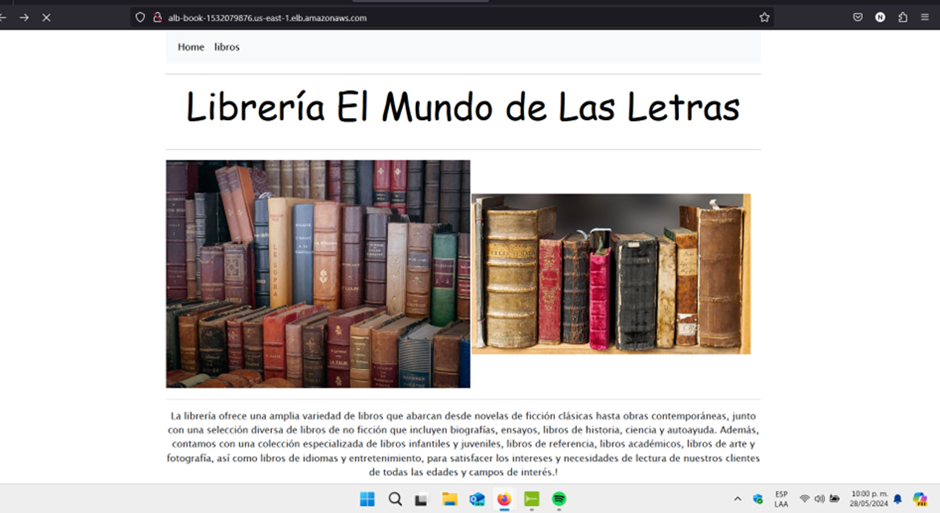 alb-book-1532079876.us-east-1.elb.amazonaws.com
Home libros
Librería El Mundo de Las Letras
La librería ofrece una amplia variedad de libros que abarcan desde novelas de ficción clásicas hasta obras contemporáneas, junto
con una selección diversa de libros de no ficción que incluyen biografías, ensayos, libros de historia, ciencia y autoayuda. Además,
contamos con una colección especializada de libros infantiles y juveniles, libros de referencia, libros académicos, libros de arte y
fotografía, así como libros de idiomas y entretenimiento, para satisfacer los intereses y necesidades de lectura de nuestros clientes
de todas las edades y campos de interés.!
ESP
LAA
10:00 p. m.
28/05/2024